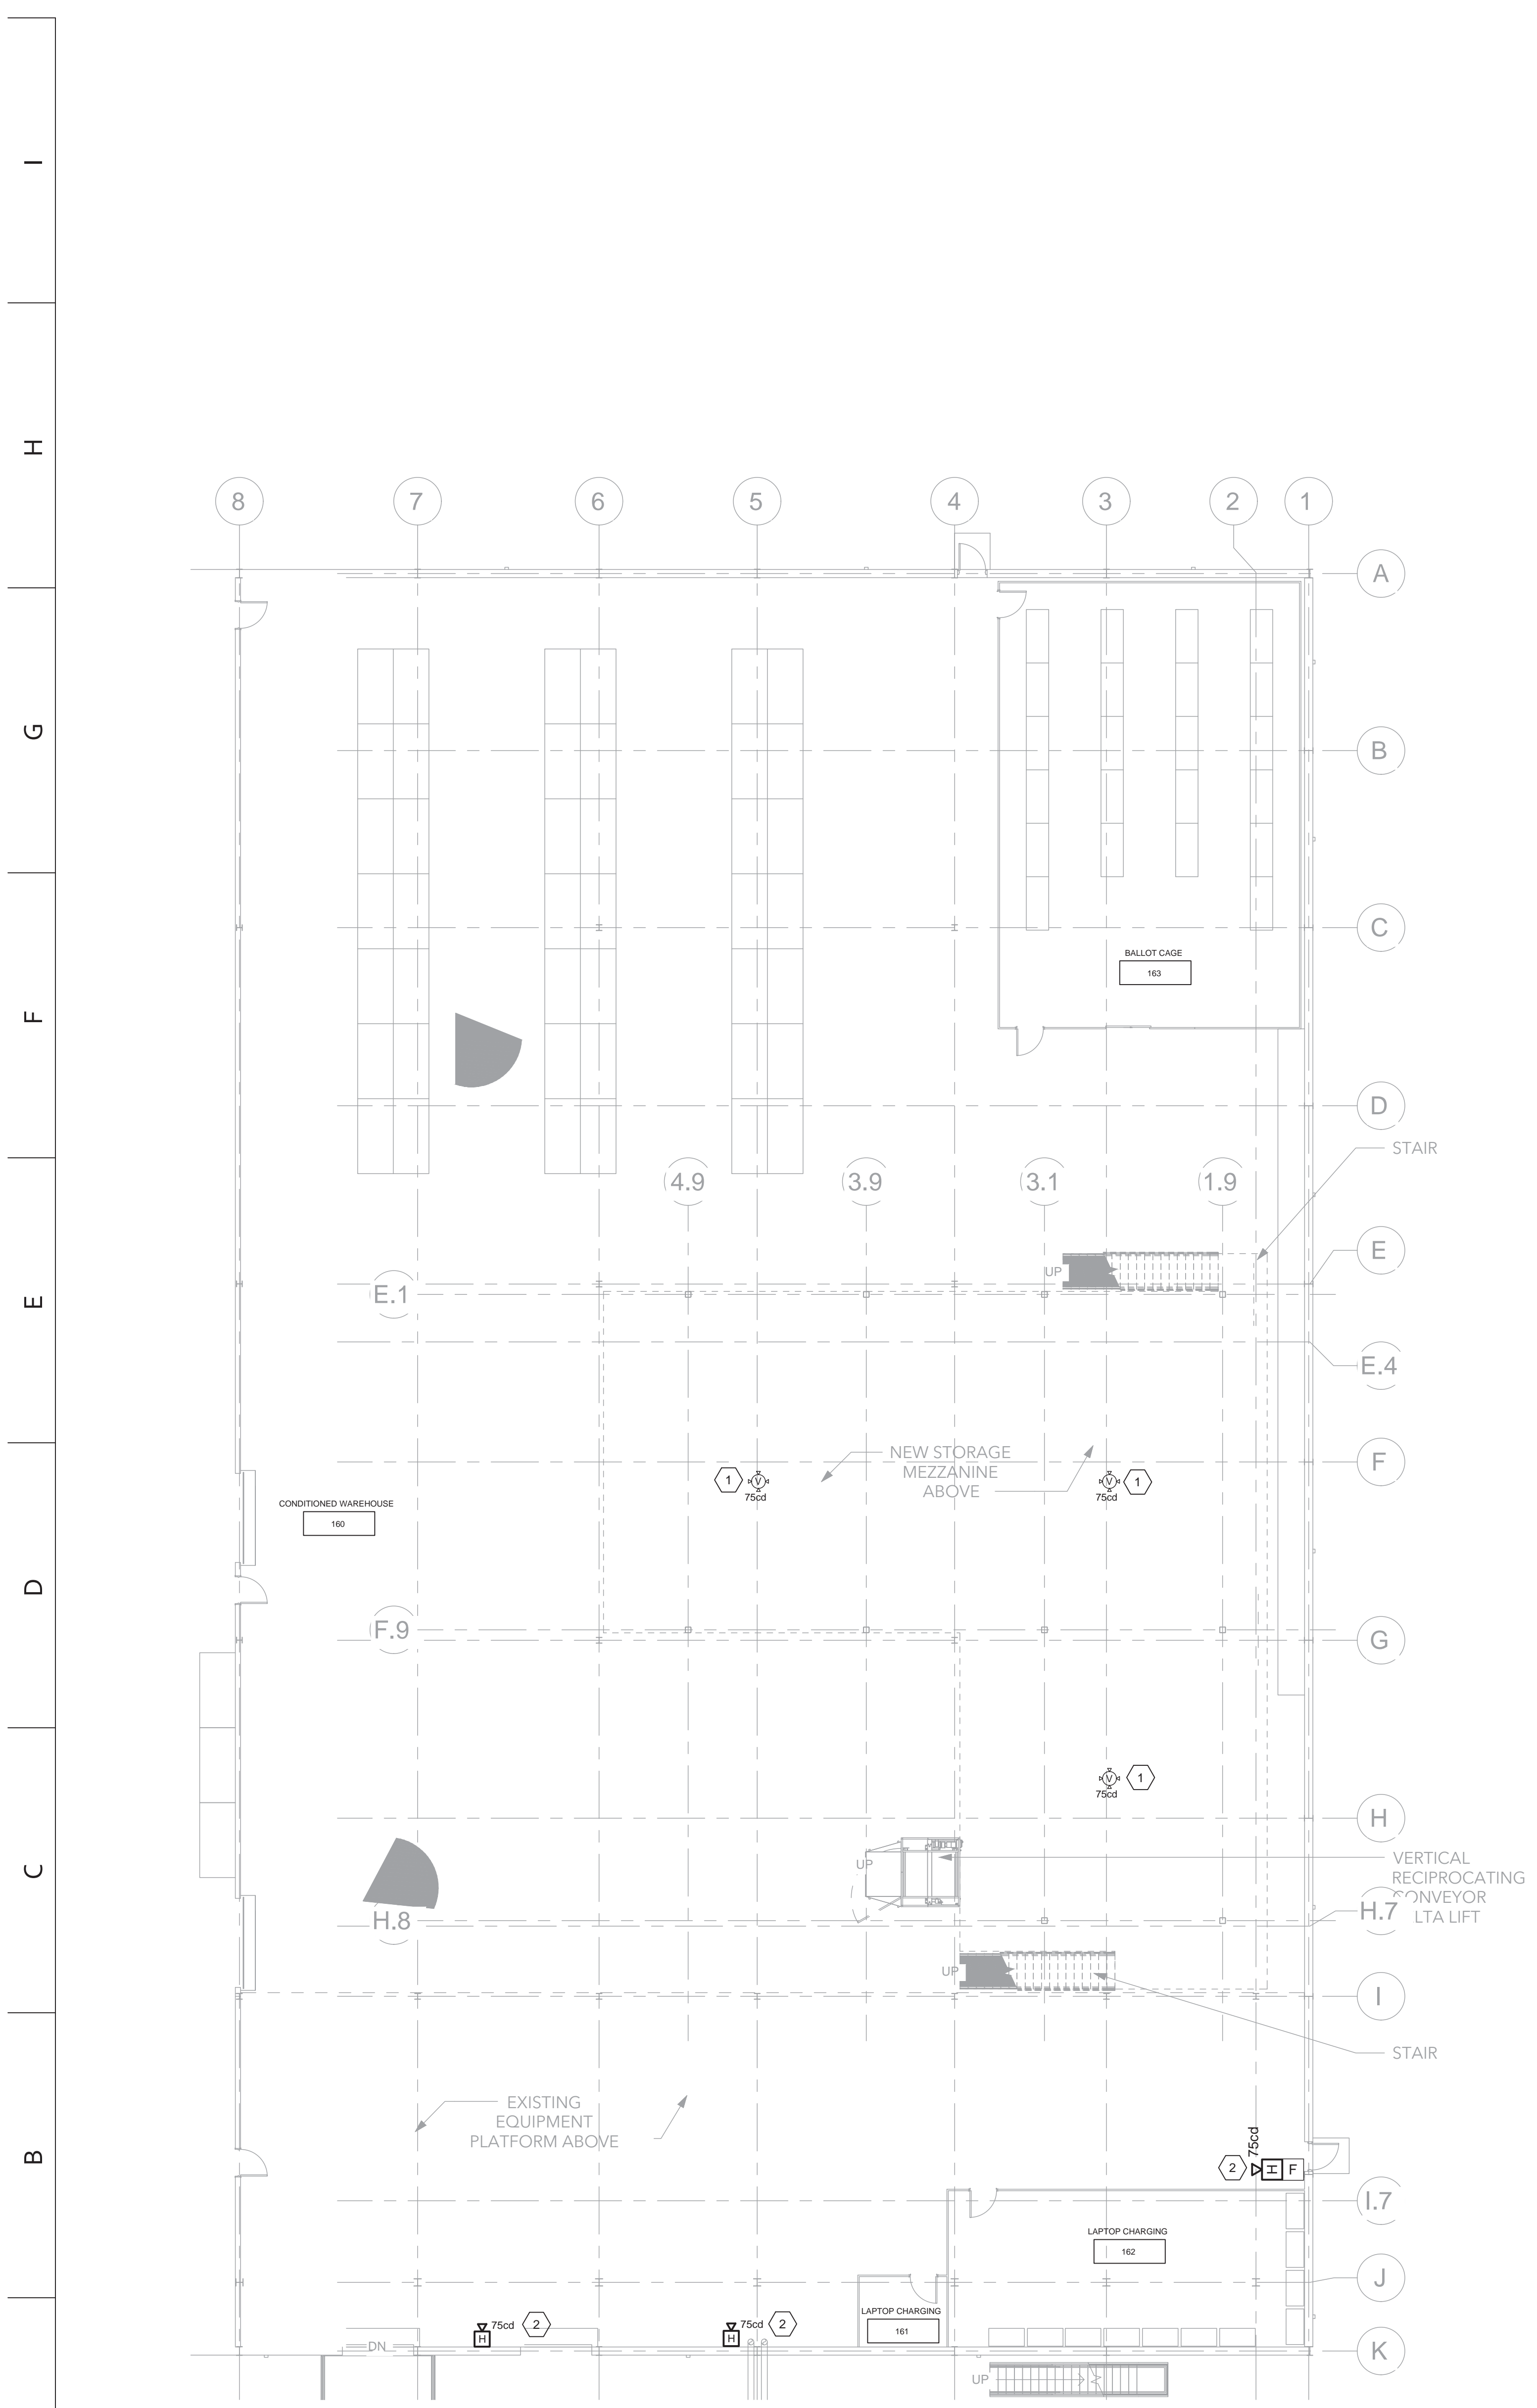 I
H
G
F
E
D
C
B
8
7
6
5
4
3
2
1
A
B
C
BALLOT CAGE
163
D
STAIR
4.9
3.9
3.1
1.9
E
UP
E.1
E.4
NEW STORAGE
MEZZANINE
ABOVE
F
1
V
75cd
V
1
75cd
CONDITIONED WAREHOUSE
160
F.9
G
V
1
75cd
H
UP
VERTICAL
RECIPROCATING
CONVEYOR
LTA LIFT
H.7
H.8
UP
I
STAIR
EXISTING
EQUIPMENT
PLATFORM ABOVE
75cd
2
H
F
I.7
LAPTOP CHARGING
162
J
LAPTOP CHARGING
161
75cd
2
H
75cd
2
H
DN
K
UP